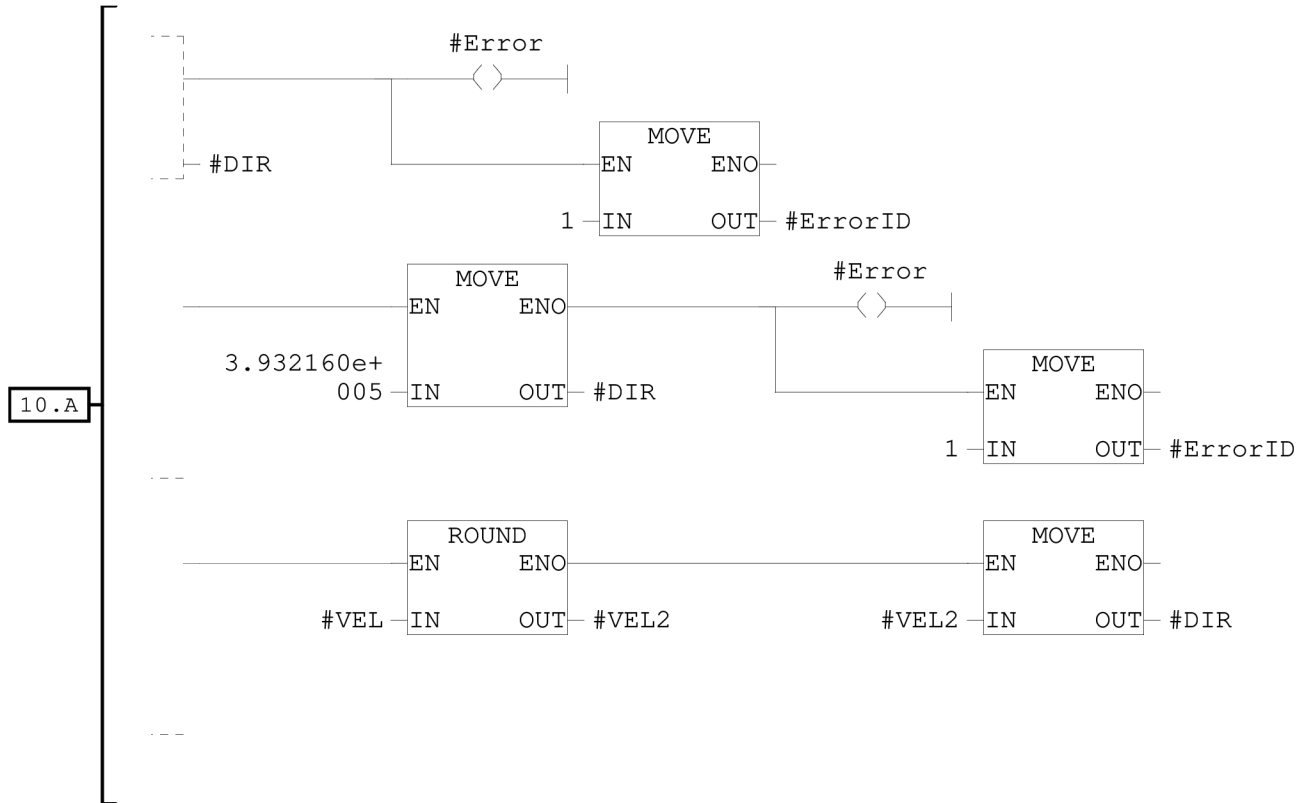 #Error
MOVE
#DIR
EN ENO
1 IN OUT #ErrorID
MOVE
#Error
EN ENO
3.932160e+
005 IN OUT #DIR
MOVE
EN ENO
10.A
1 IN OUT #ErrorID
ROUND MOVE
EN ENO EN ENO
#VEL IN OUT #VEL2 #VEL2 IN OUT #DIR